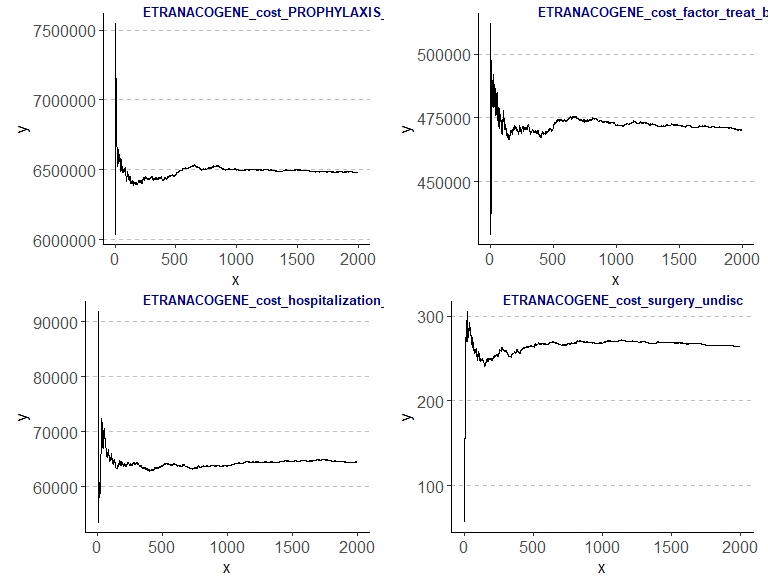 ETRANACOGENE_cost_PROPHYLAXIS_
7500000
7000000
6500000
6000000
y
0 500 1000 1500 2000
x
ETRANACOGENE_cost_factor_treat_b
500000
475000
450000
y
0 500 1000 1500 2000
x
ETRANACOGENE_cost_hospitalization_
90000
80000
70000
60000
y
0 500 1000 1500 2000
x
ETRANACOGENE_cost_surgery_undisc
300
200
100
y
0 500 1000 1500 2000
x